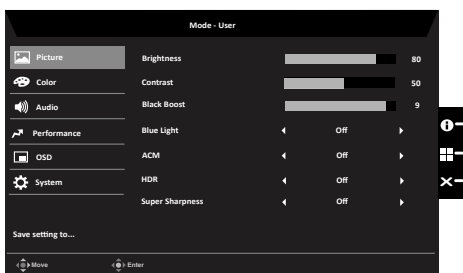 Mode - User
Picture
Brightness 80
Color
Contrast 50
Audio
Black Boost 9
Performance
Blue Light Off
OSD
ACM Off
System
HDR Off
Super Sharpness Off
Save setting to...
Move Enter